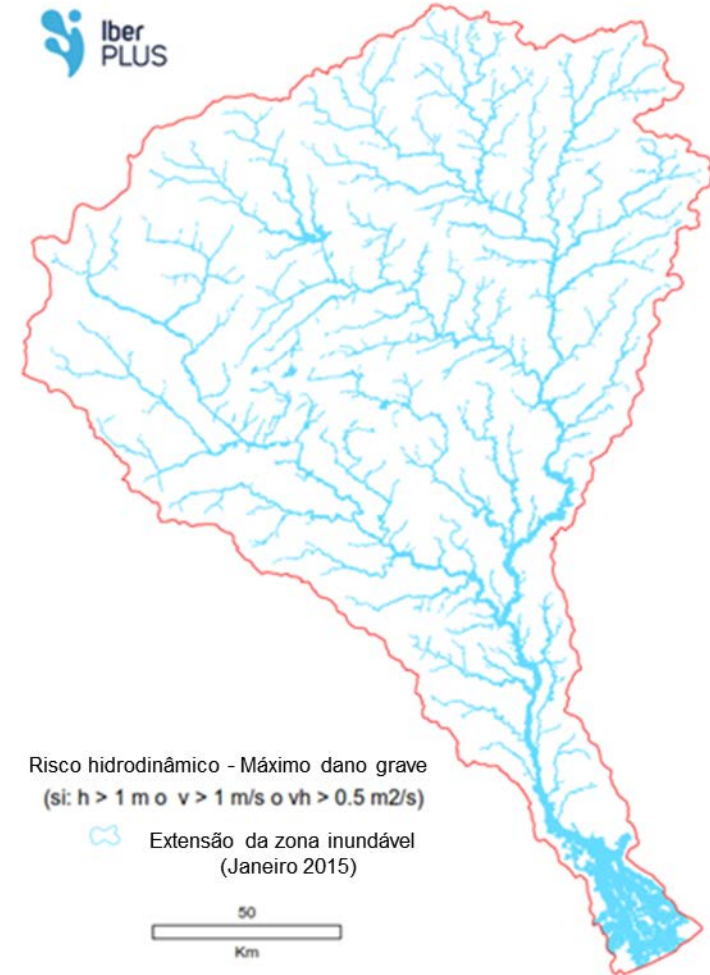 Iber
PLUS
Risco hidrodinâmico - Máximo dano grave
(si: h > 1 m o v > 1 m/s o vh > 0.5 m2/s)
Extensão da zona inundável
(Janeiro 2015)
50
Km